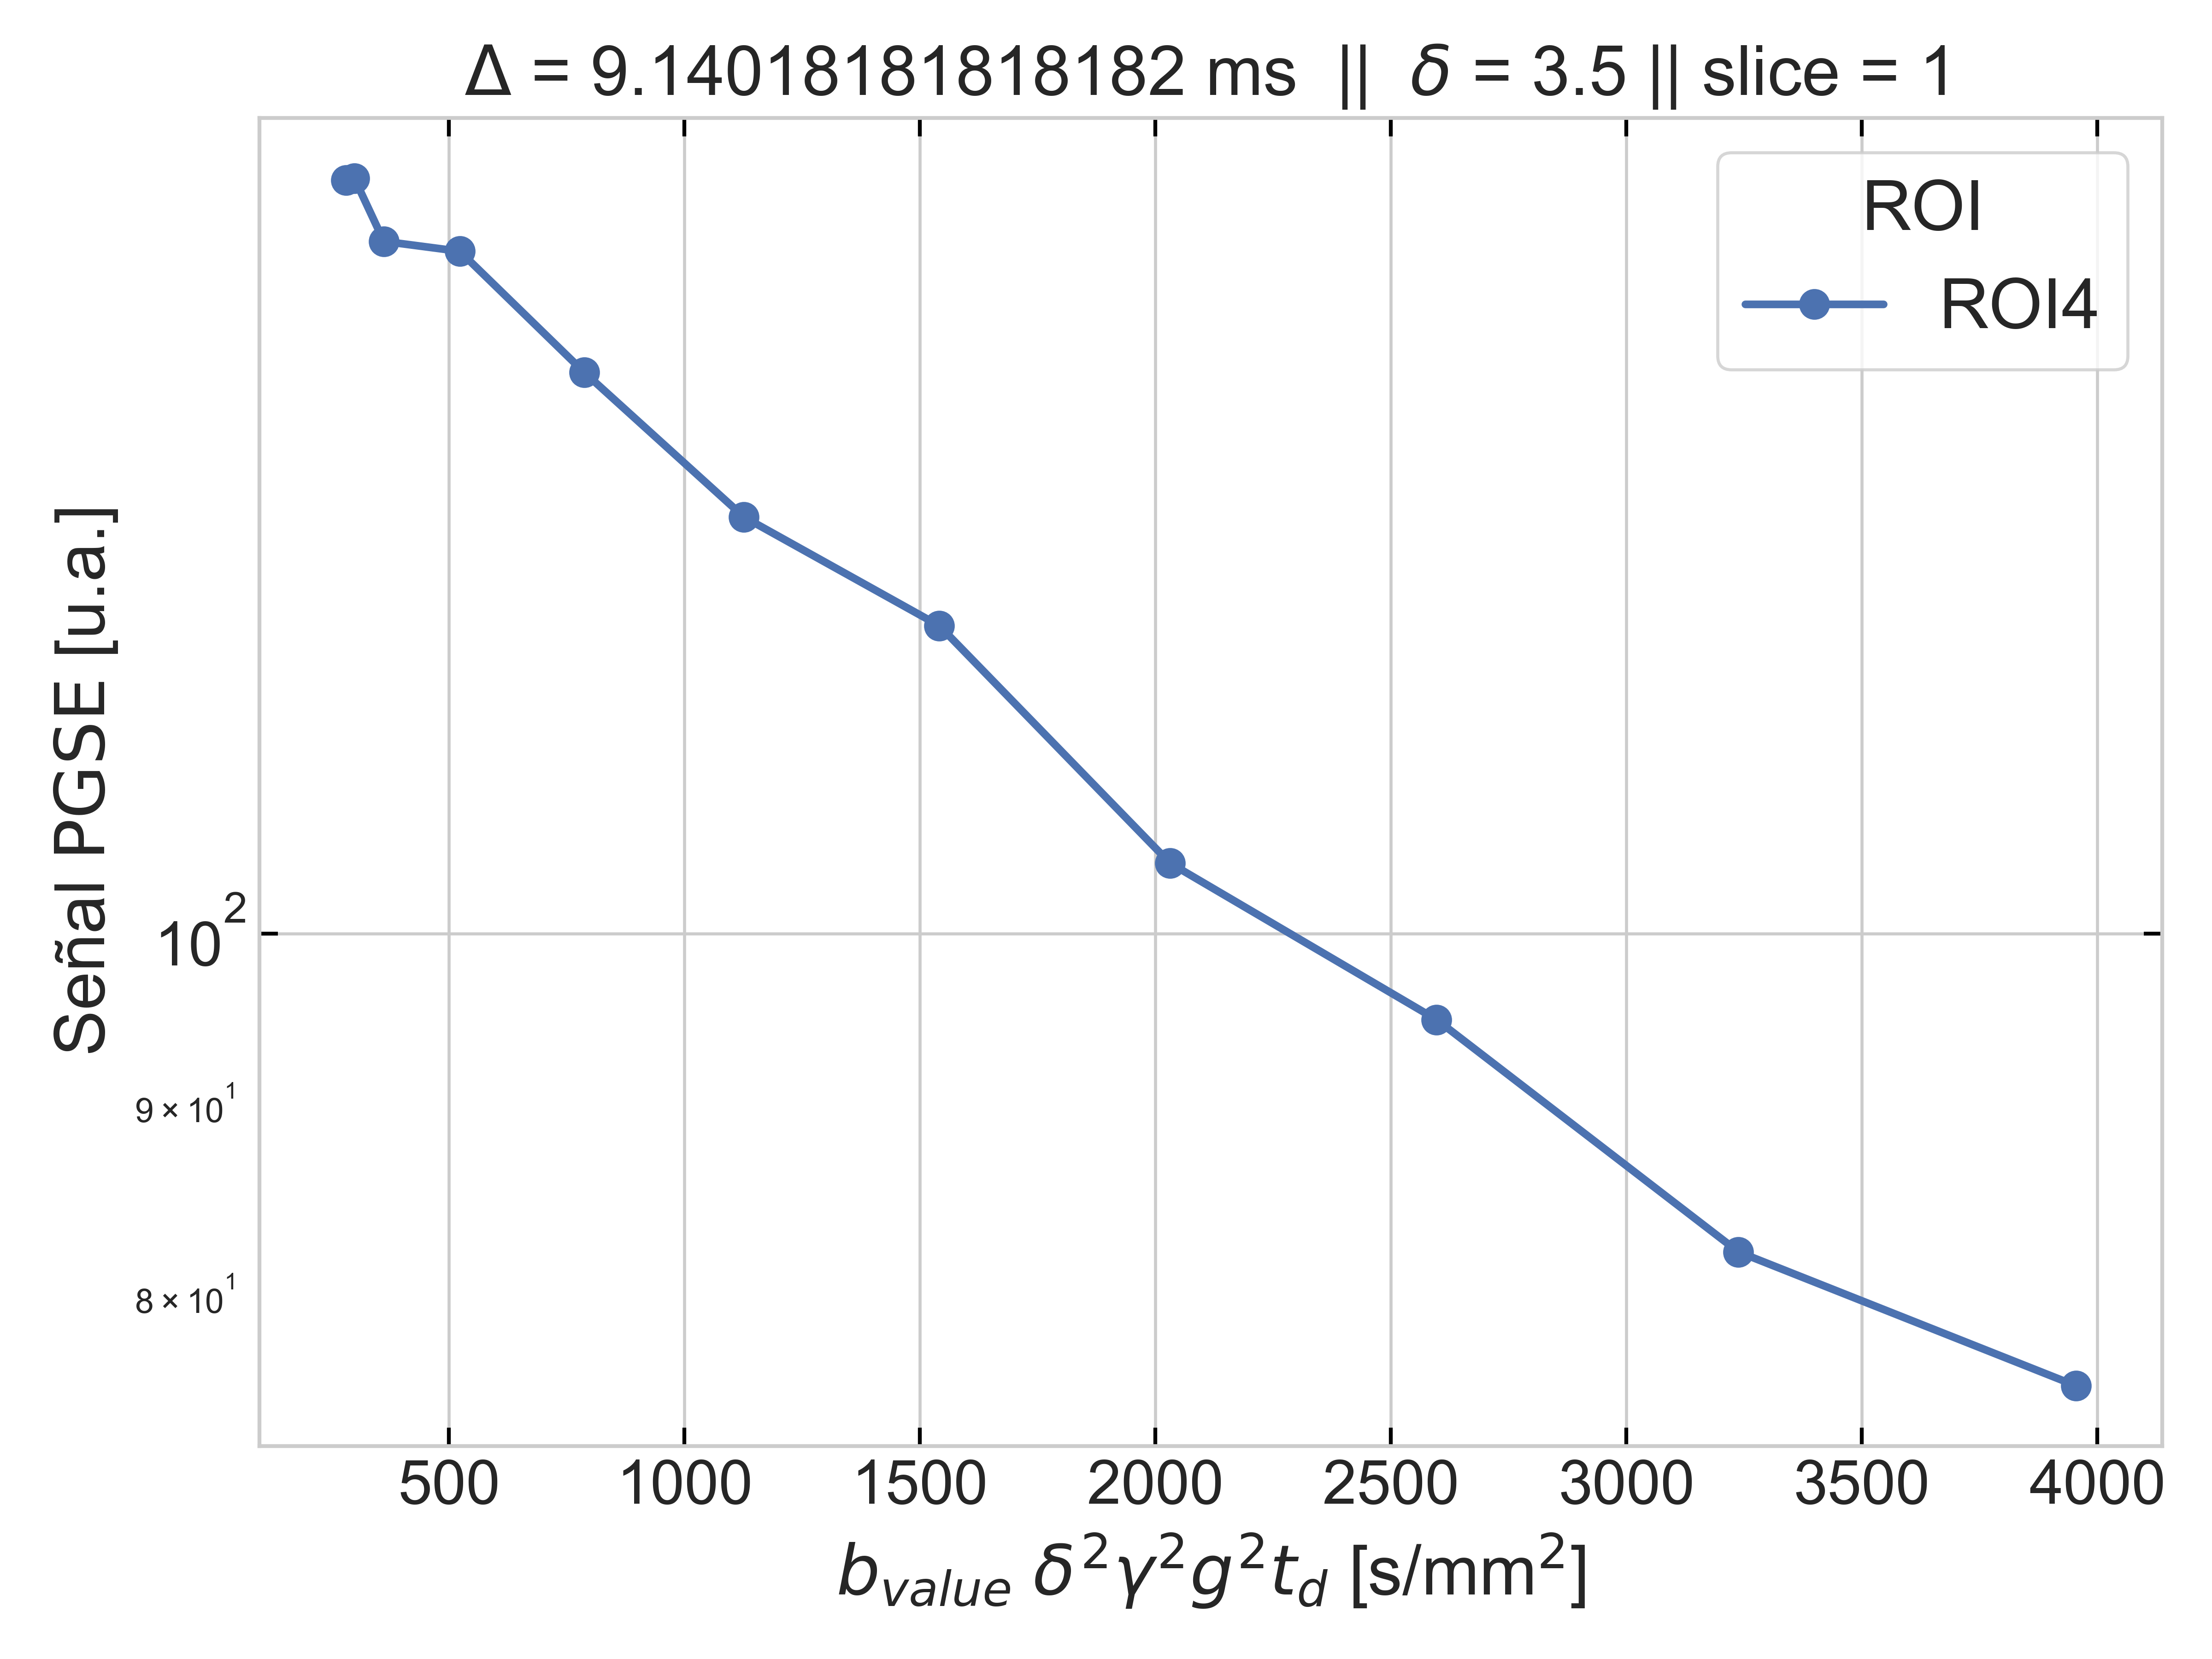 Δ = 9.140181818181182 ms || δ = 3.5 || slice = 1
ROI
ROI4
Señal PGSE [u.a.]
10²
9 × 10¹
8 × 10¹
500 1000 1500 2000 2500 3000 3500 4000
b_value δ²γ²g²t_d [s/mm²]